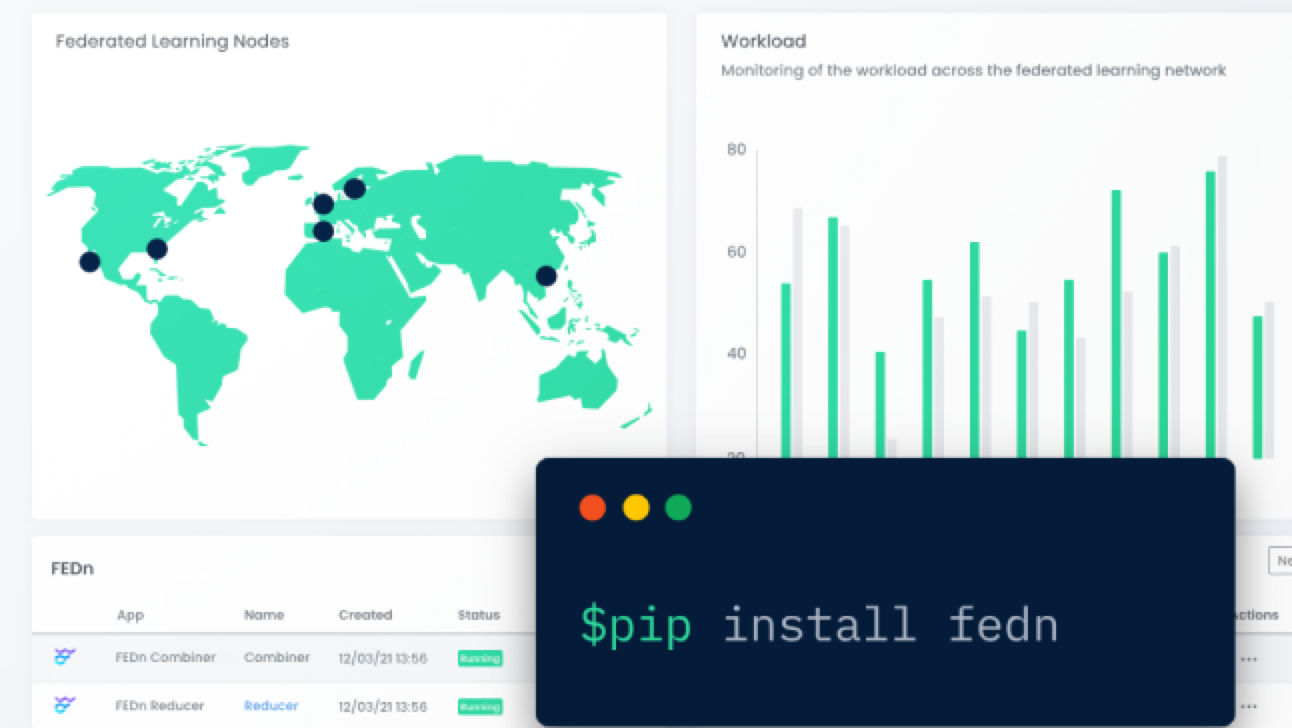 Federated Learning Nodes
Workload
Monitoring of the workload across the federated learning network
80
60
40
20
$pip install fedn
FEDn
Ne
App Name Created Status ctions
FEDn Combiner Combiner 12/03/21 13:56 Running ...
FEDn Reducer Reducer 12/03/21 13:56 Running ...